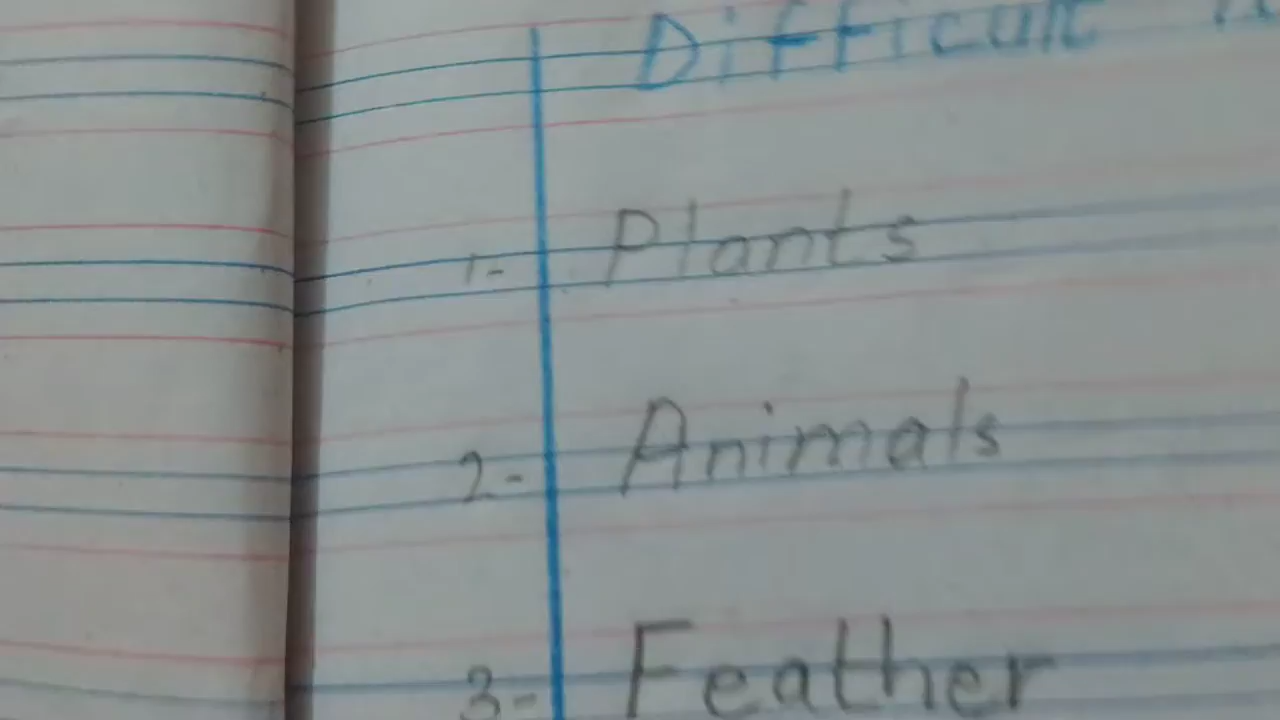 Difficult
1- Plants
2- Animals
3- Feather